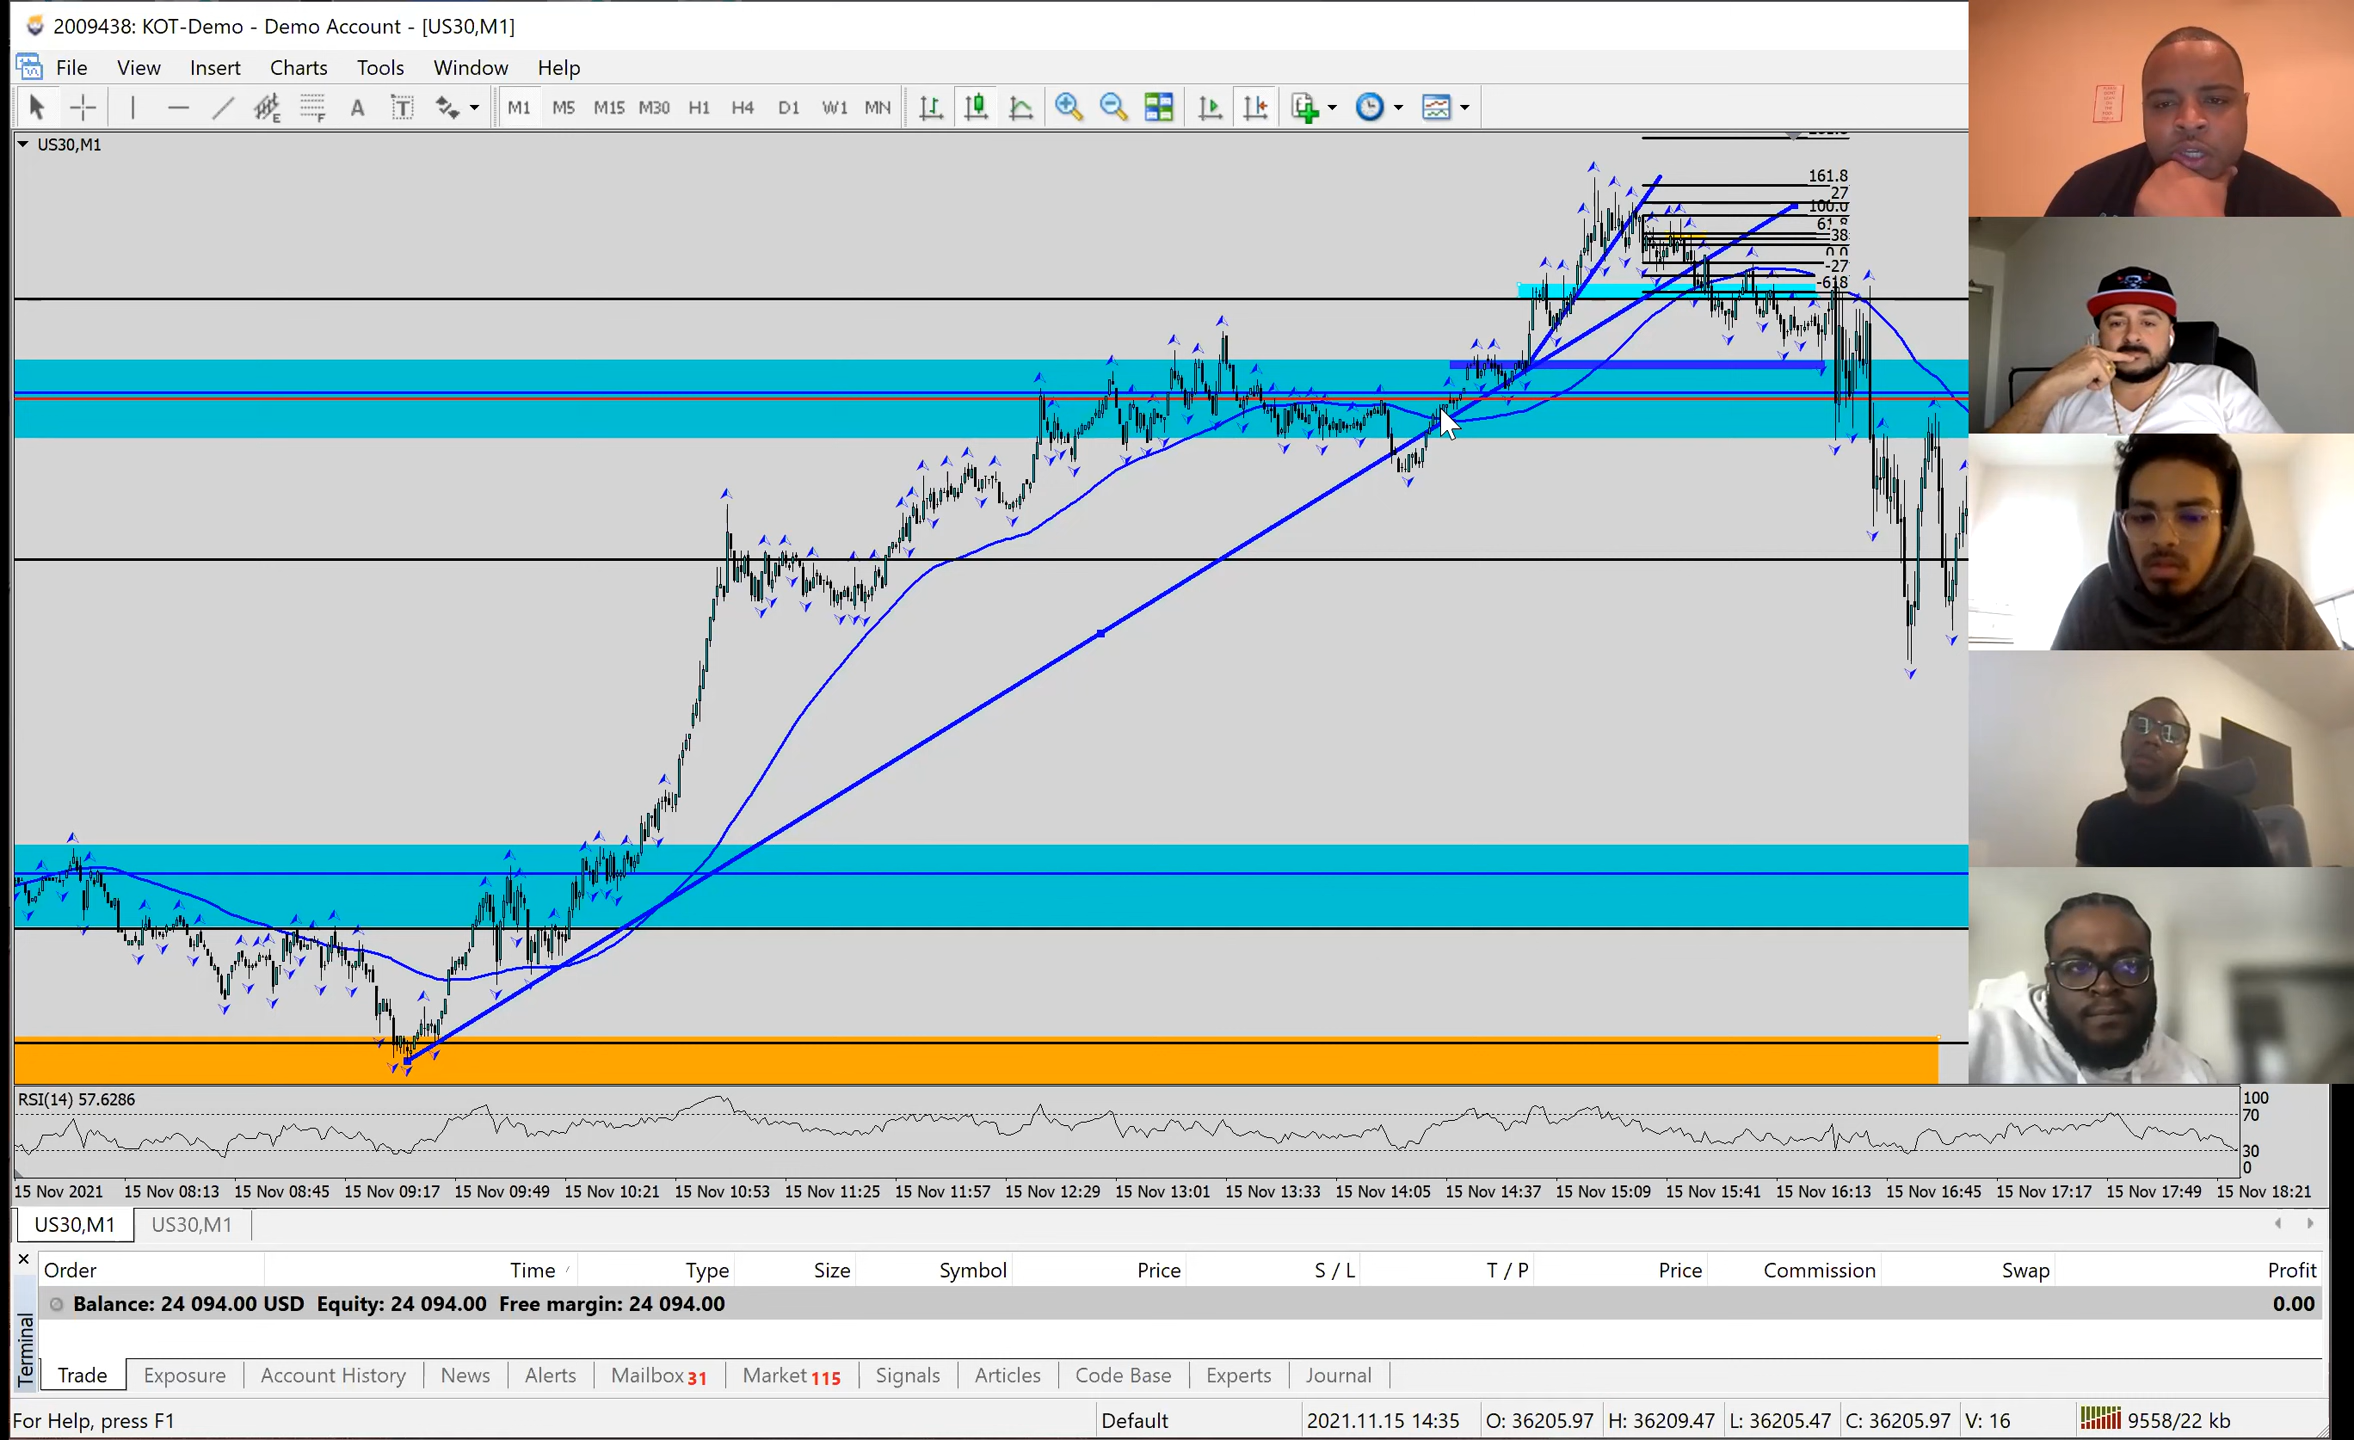 2009438: KOT-Demo - Demo Account - [US30,M1]
File View Insert Charts Tools Window Help
A T M1 M5 M15 M30 H1 H4 D1 W1 MN
US30,M1
161.8
27
100.0
61.8
38
0.0
-27
-618
RSI(14) 57.6286
100
70
30
0
15 Nov 2021 15 Nov 08:13 15 Nov 08:45 15 Nov 09:17 15 Nov 09:49 15 Nov 10:21 15 Nov 10:53 15 Nov 11:25 15 Nov 11:57 15 Nov 12:29 15 Nov 13:01 15 Nov 13:33 15 Nov 14:05 15 Nov 14:37 15 Nov 15:09 15 Nov 15:41 15 Nov 16:13 15 Nov 16:45 15 Nov 17:17 15 Nov 17:49 15 Nov 18:21
US30,M1 US30,M1
Order Time Type Size Symbol Price S / L T / P Price Commission Swap Profit
Balance: 24 094.00 USD Equity: 24 094.00 Free margin: 24 094.00 0.00
Terminal
Trade Exposure Account History News Alerts Mailbox 31 Market 115 Signals Articles Code Base Experts Journal
For Help, press F1 Default 2021.11.15 14:35 O: 36205.97 H: 36209.47 L: 36205.47 C: 36205.97 V: 16 9558/22 kb